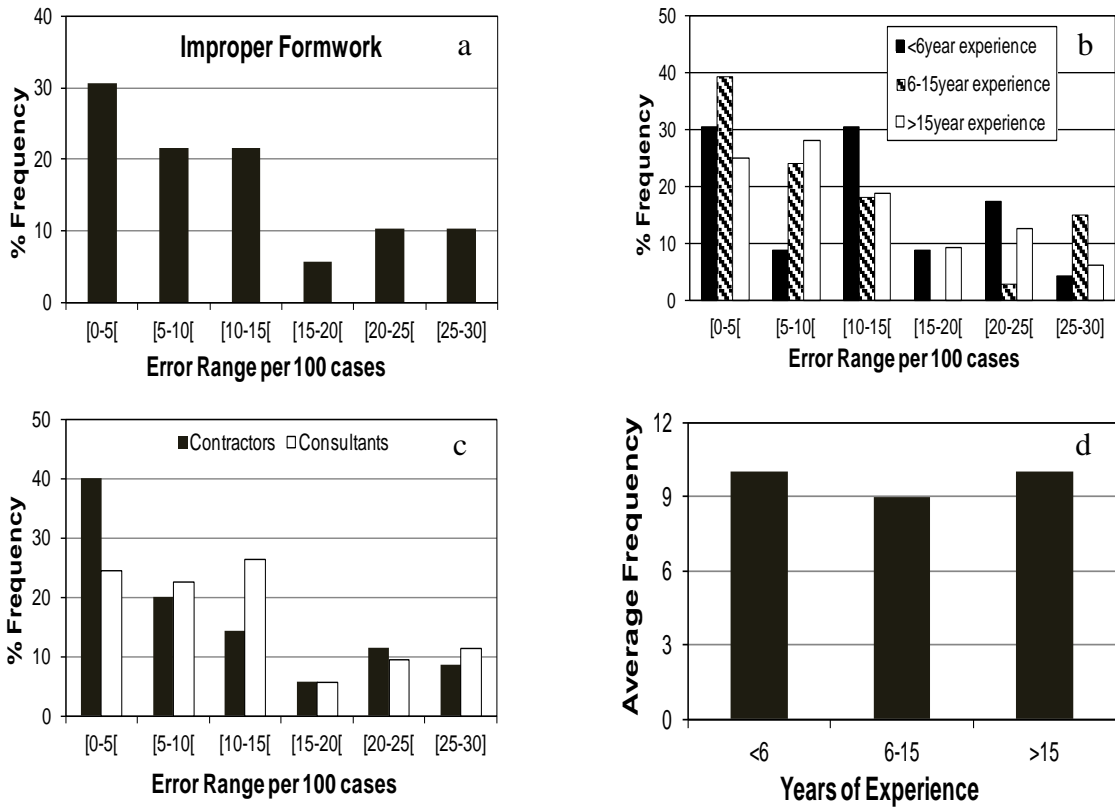 Improper Formwork
a
% Frequency
40
30
20
10
0
[0-5[ [5-10[ [10-15[ [15-20[ [20-25[ [25-30]
Error Range per 100 cases
b
<6year experience
6-15year experience
>15year experience
% Frequency
50
40
30
20
10
0
[0-5[ [5-10[ [10-15[ [15-20[ [20-25[ [25-30]
Error Range per 100 cases
c
Contractors Consultants
% Frequency
50
40
30
20
10
0
[0-5[ [5-10[ [10-15[ [15-20[ [20-25[ [25-30]
Error Range per 100 cases
d
Average Frequency
12
9
6
3
0
<6 6-15 >15
Years of Experience